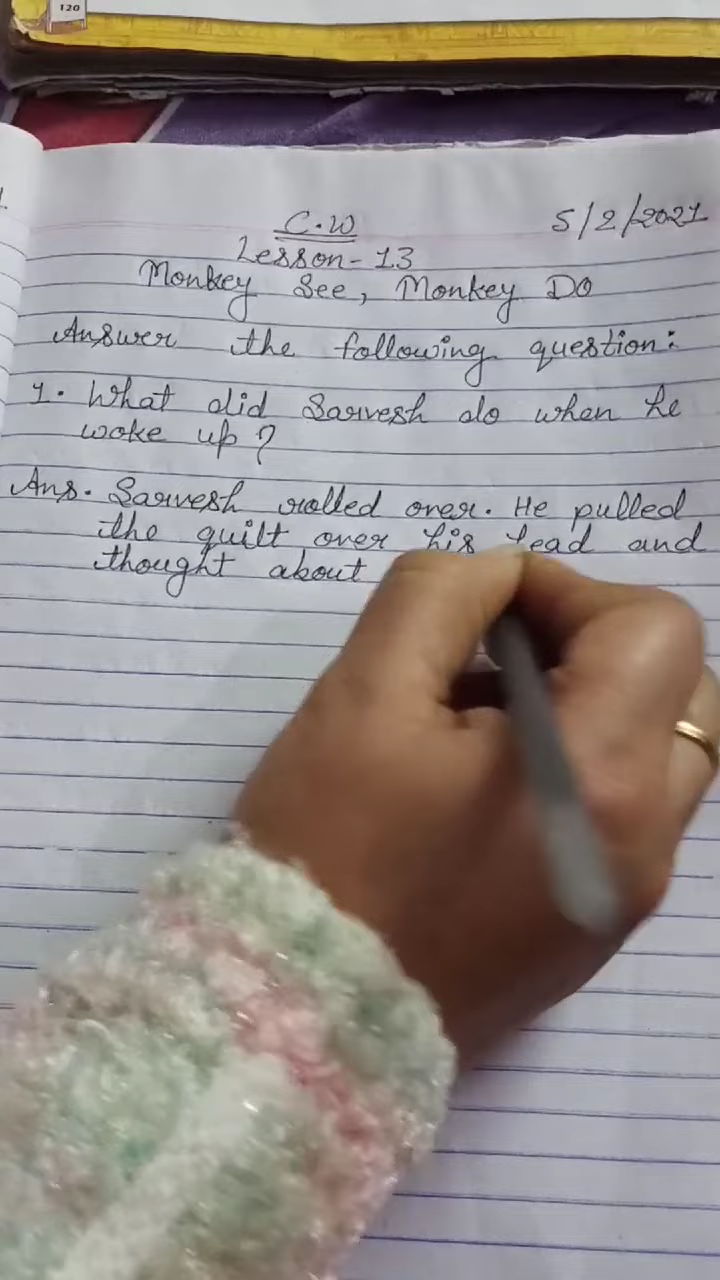 120
C.W
5/2/2021
Lesson-13
Monkey See, Monkey Do
Answer the following question:
1. What did Sarvesh do when he
woke up?
Ans. Sarvesh rolled over. He pulled
the quilt over his head and
thought about